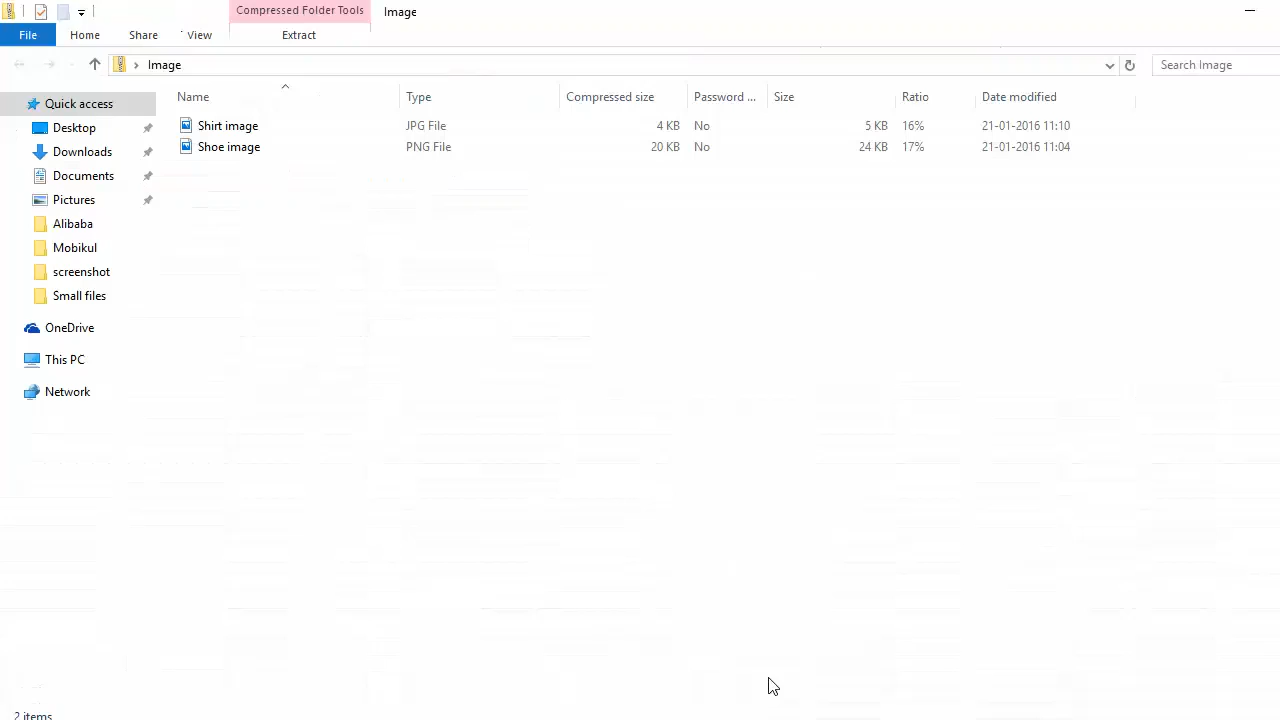 Compressed Folder Tools Image
File Home Share View Extract
Image Search Image
Name Type Compressed size Password ... Size Ratio Date modified
Quick access
Shirt image JPG File 4 KB No 5 KB 16% 21-01-2016 11:10
Shoe image PNG File 20 KB No 24 KB 17% 21-01-2016 11:04
Desktop
Downloads
Documents
Pictures
Alibaba
Mobikul
screenshot
Small files
OneDrive
This PC
Network
2 items